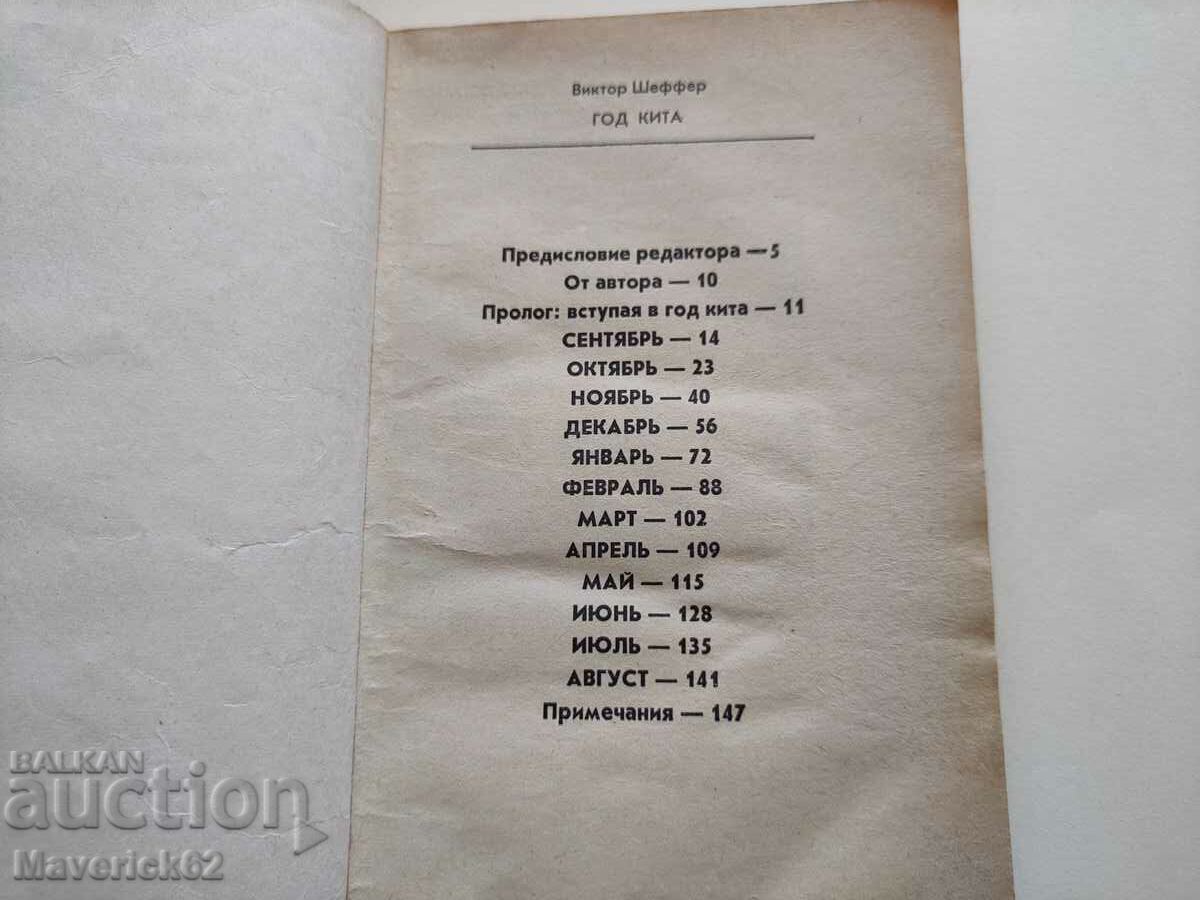 Виктор Шеффер
ГОД КИТА
Предисловие редактора — 5
От автора — 10
Пролог: вступая в год кита — 11
СЕНТЯБРЬ — 14
ОКТЯБРЬ — 23
НОЯБРЬ — 40
ДЕКАБРЬ — 56
ЯНВАРЬ — 72
ФЕВРАЛЬ — 88
МАРТ — 102
АПРЕЛЬ — 109
МАЙ — 115
ИЮНЬ — 128
ИЮЛЬ — 135
АВГУСТ — 141
Примечания — 147
BALKAN
auction
Maverick62